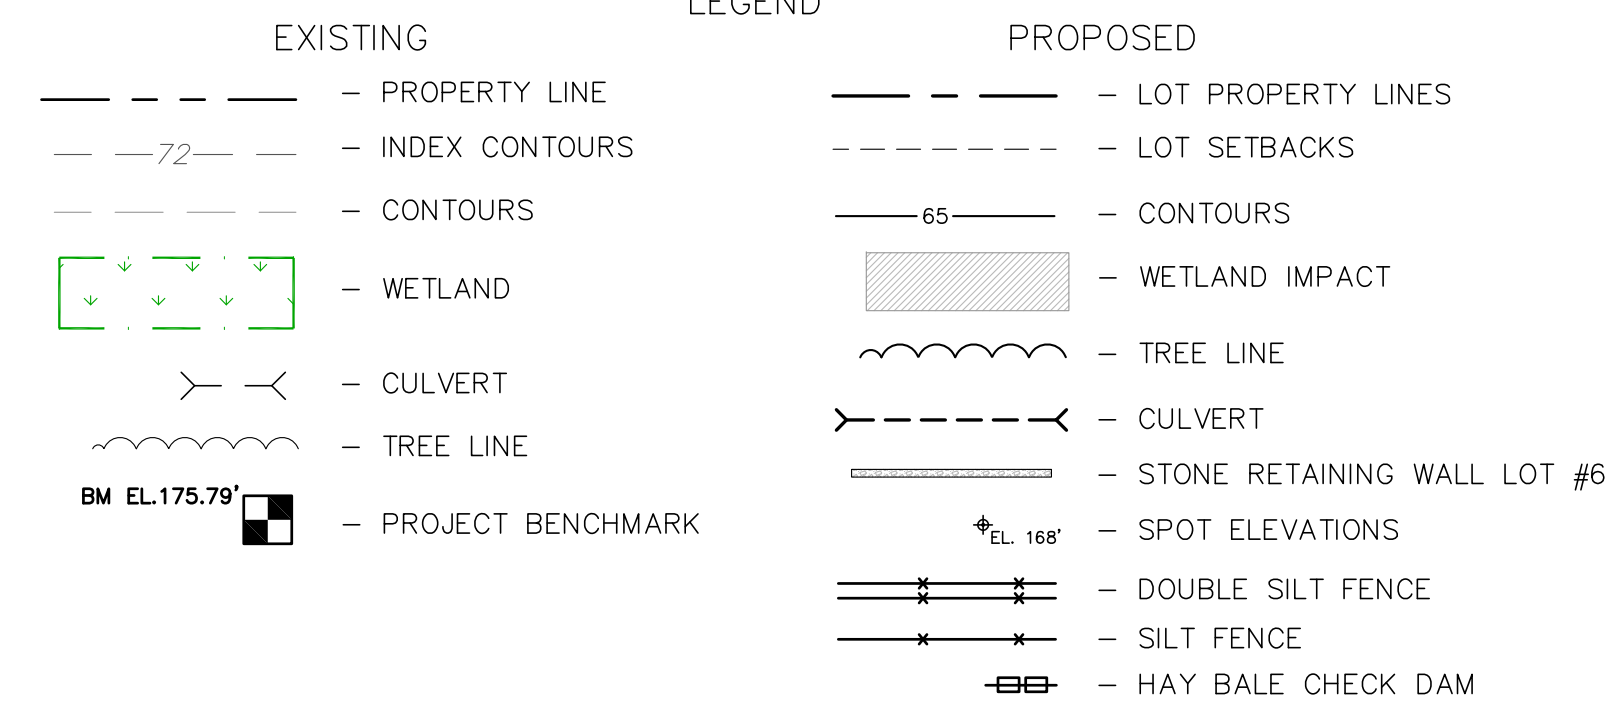 LEGEND
EXISTING
— PROPERTY LINE
72 — INDEX CONTOURS
— CONTOURS
— WETLAND
— CULVERT
— TREE LINE
BM EL.175.79'
— PROJECT BENCHMARK
PROPOSED
— LOT PROPERTY LINES
— LOT SETBACKS
65 — CONTOURS
— WETLAND IMPACT
— TREE LINE
— CULVERT
— STONE RETAINING WALL LOT #6
EL. 168' — SPOT ELEVATIONS
— DOUBLE SILT FENCE
— SILT FENCE
— HAY BALE CHECK DAM